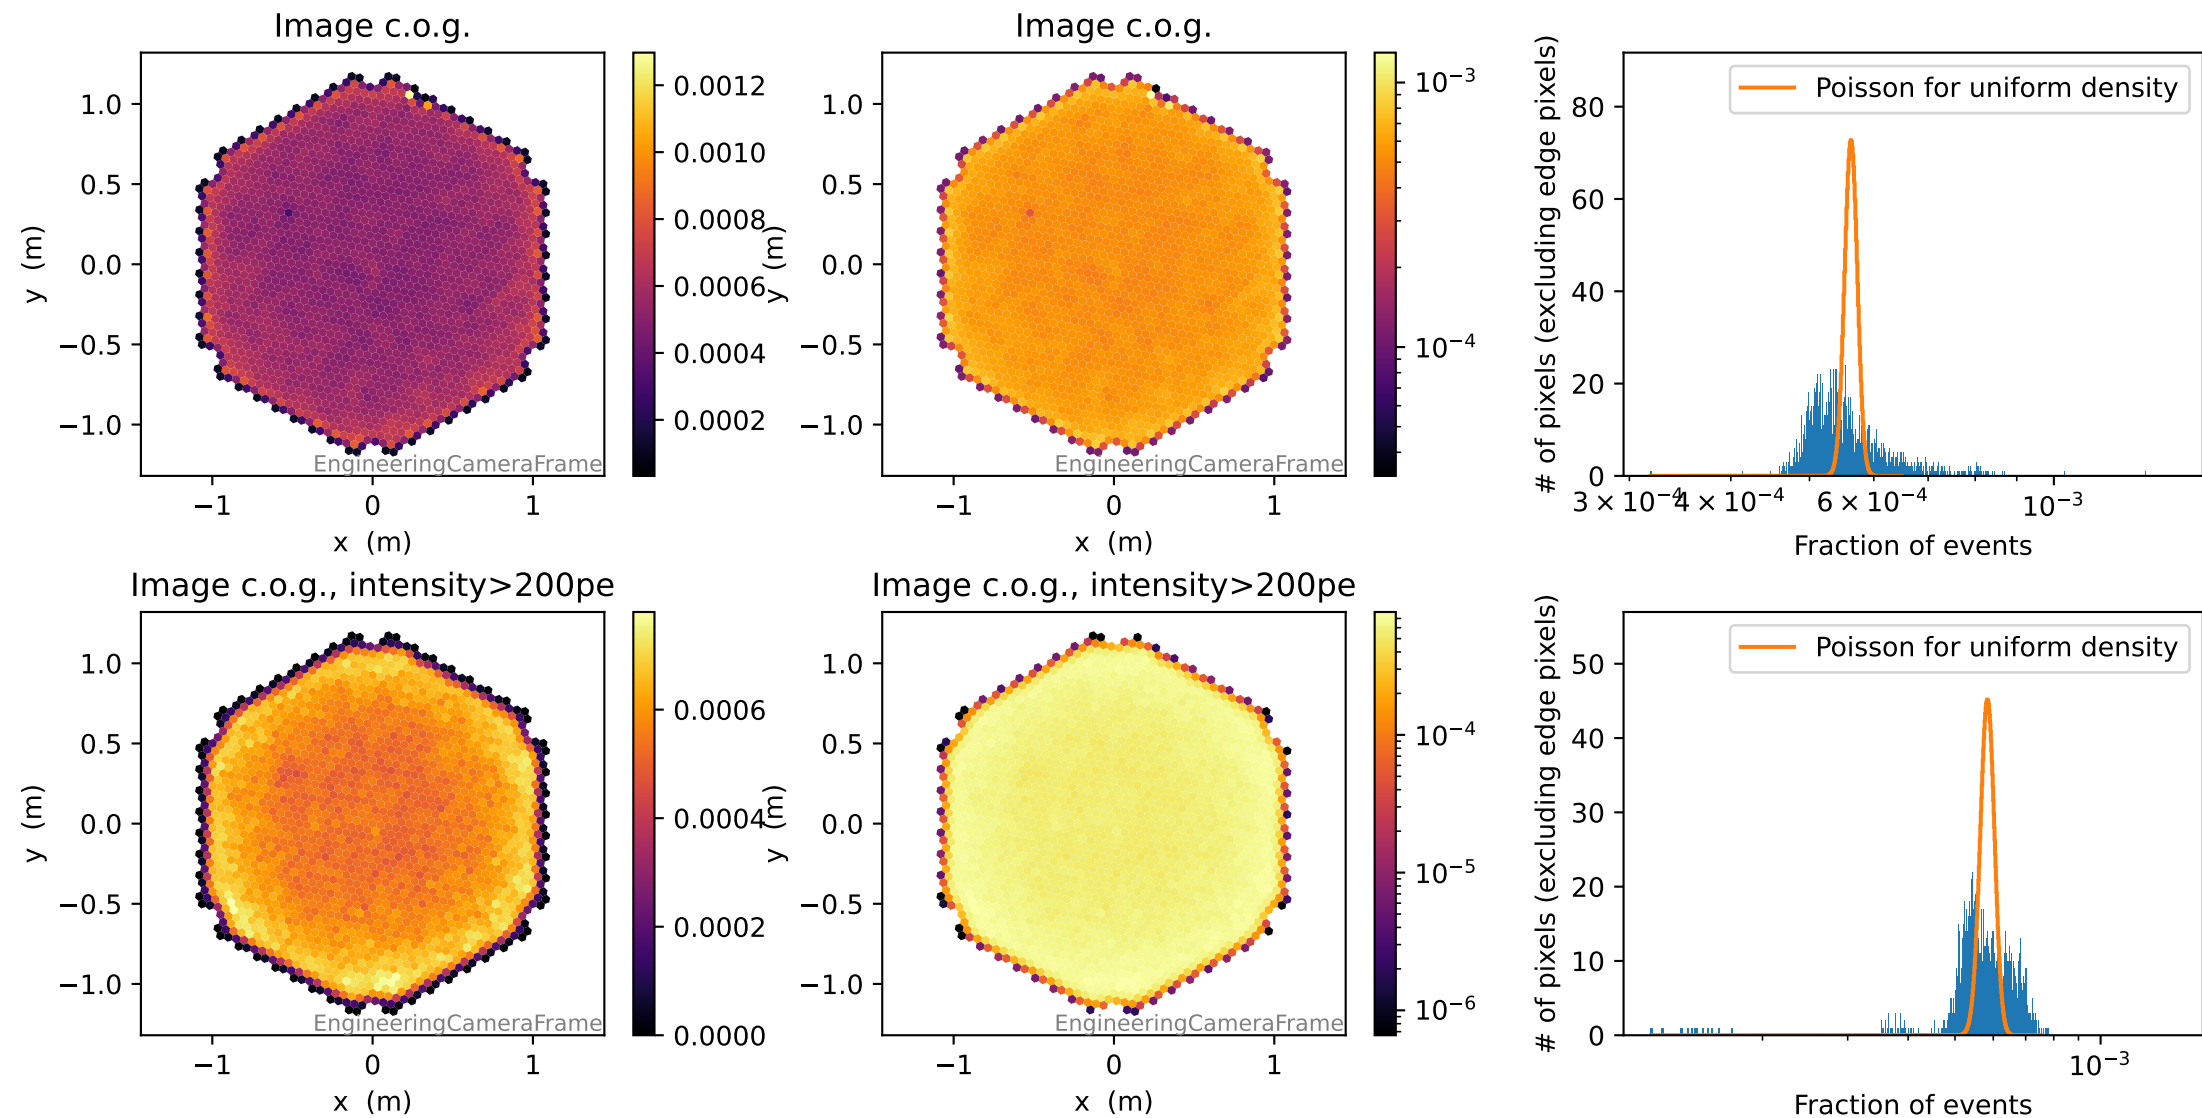 Image c.o.g.
1.0
0.5
0.0
−0.5
−1.0
y (m)
−1 0 1
x (m)
EngineeringCameraFrame
0.0012
0.0010
0.0008
0.0006
0.0004
0.0002
Image c.o.g.
1.0
0.5
0.0
−0.5
−1.0
y (m)
−1 0 1
x (m)
EngineeringCameraFrame
10⁻³
10⁻⁴
Poisson for uniform density
# of pixels (excluding edge pixels)
80
60
40
20
0
3 × 10⁻⁴ 4 × 10⁻⁴ 6 × 10⁻⁴ 10⁻³
Fraction of events
Image c.o.g., intensity>200pe
1.0
0.5
0.0
−0.5
−1.0
y (m)
−1 0 1
x (m)
EngineeringCameraFrame
0.0006
0.0004
0.0002
0.0000
Image c.o.g., intensity>200pe
1.0
0.5
0.0
−0.5
−1.0
y (m)
−1 0 1
x (m)
EngineeringCameraFrame
10⁻⁴
10⁻⁵
10⁻⁶
Poisson for uniform density
# of pixels (excluding edge pixels)
50
40
30
20
10
0
10⁻³
Fraction of events